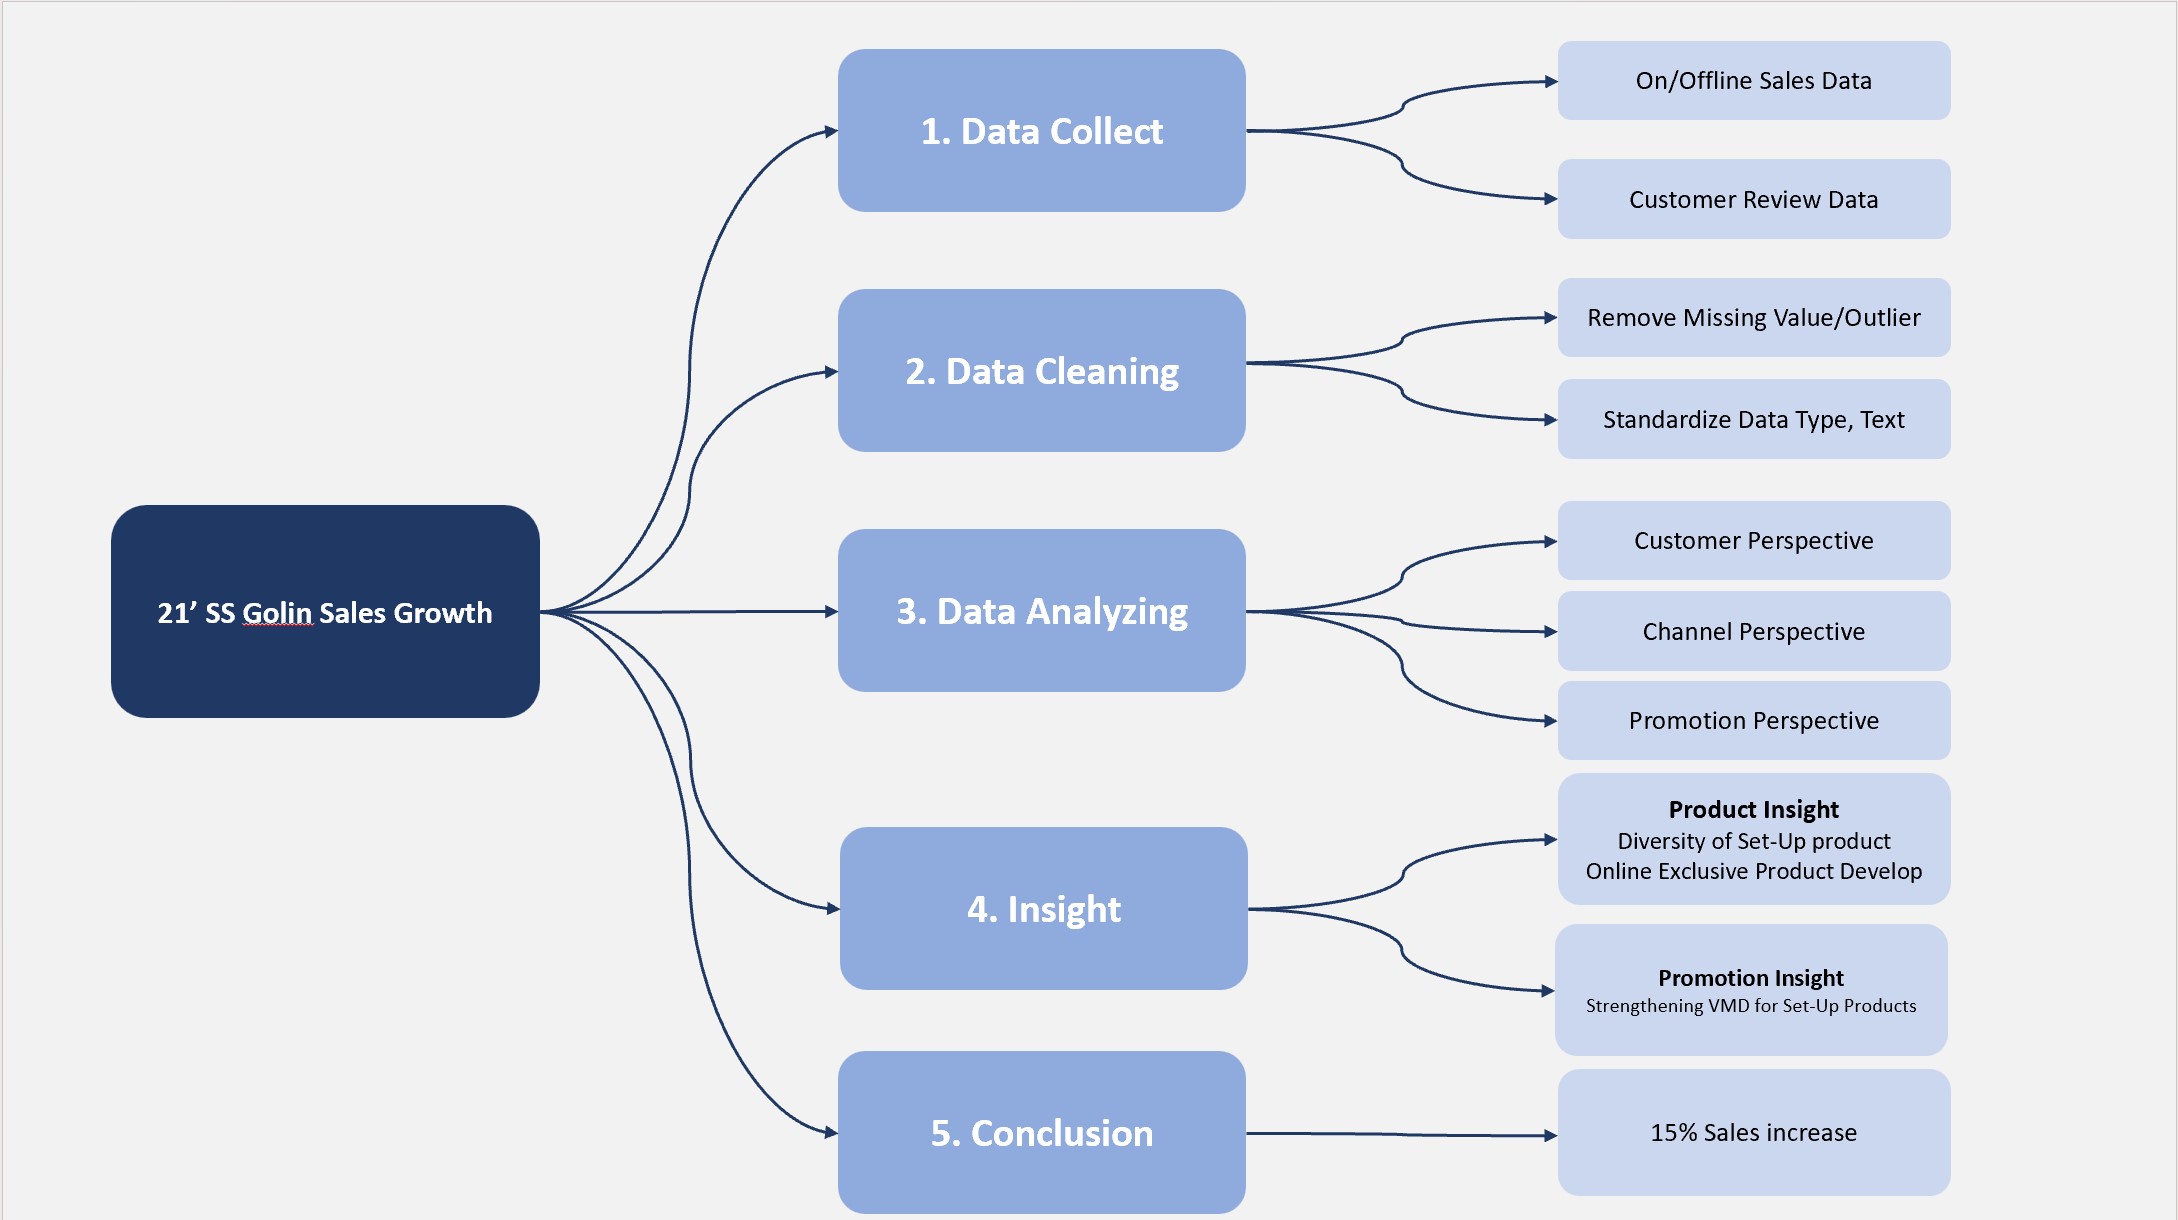 21’ SS Golin Sales Growth
1. Data Collect
On/Offline Sales Data
Customer Review Data
2. Data Cleaning
Remove Missing Value/Outlier
Standardize Data Type, Text
3. Data Analyzing
Customer Perspective
Channel Perspective
Promotion Perspective
4. Insight
Product Insight
Diversity of Set-Up product
Online Exclusive Product Develop
Promotion Insight
Strengthening VMD for Set-Up Products
5. Conclusion
15% Sales increase